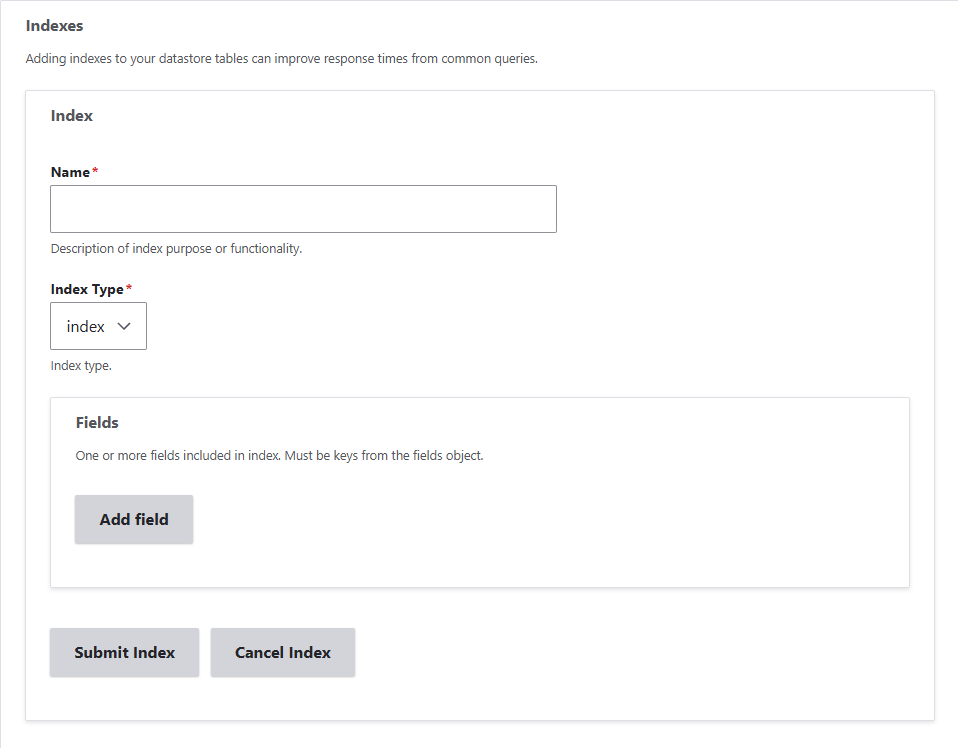 Indexes
Adding indexes to your datastore tables can improve response times from common queries.
Index
Name*
Description of index purpose or functionality.
Index Type*
index
Index type.
Fields
One or more fields included in index. Must be keys from the fields object.
Add field
Submit Index Cancel Index